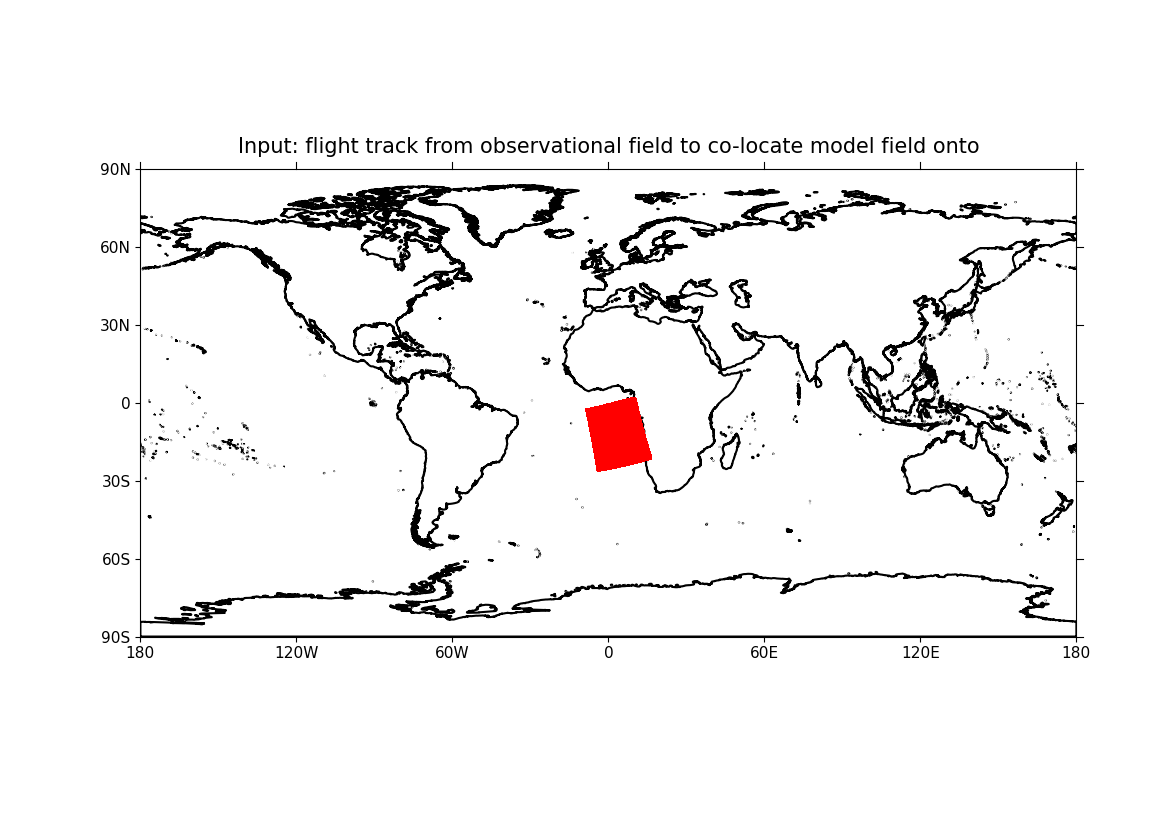 Input: flight track from observational field to co-locate model field onto
90N
60N
30N
0
30S
60S
90S
180 120W 60W 0 60E 120E 180